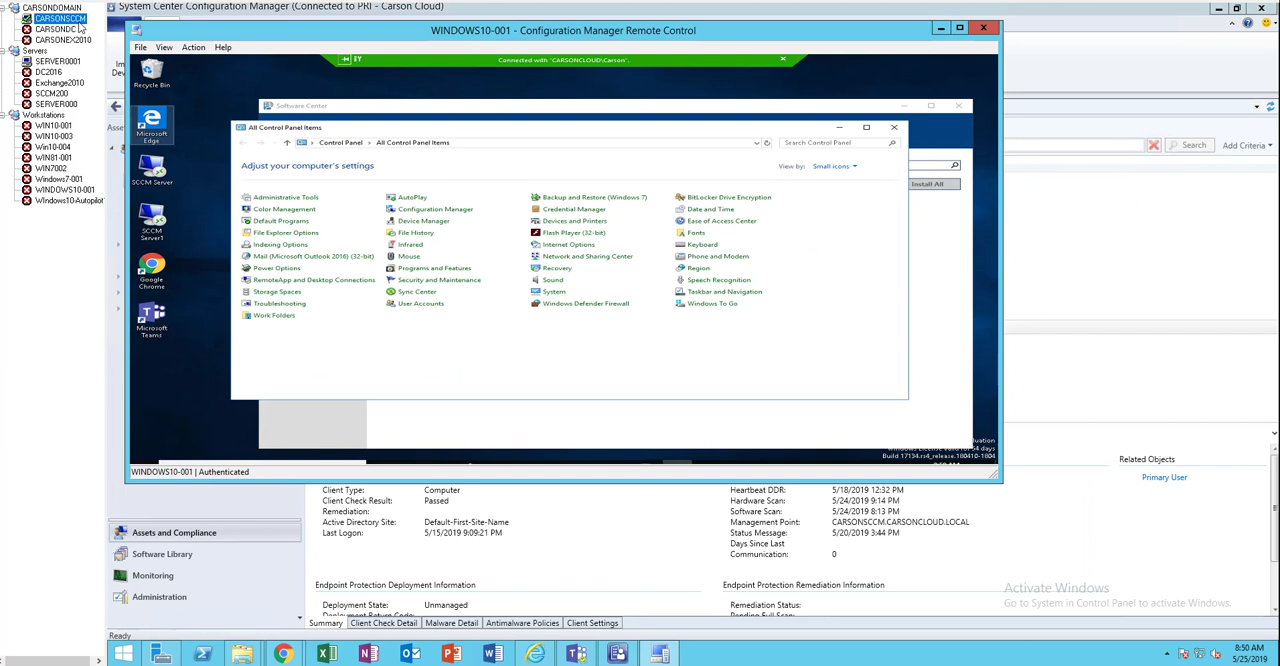 CARSONDOMAIN
CARSONSCCM
CARSONDC
CARSONEX2010
Servers
SERVER0001
DC2016
Exchange2010
SCCM200
SERVER000
Workstations
WIN10-001
WIN10-003
Win10-004
WIN81-001
WIN7002
Windows7-001
WINDOWS10-001
Windows10-Autopilot
System Center Configuration Manager (Connected to PRI - Carson Cloud)
WINDOWS10-001 - Configuration Manager Remote Control
File View Action Help
Connected with 'CARSONCLOUD\Carson'.
Recycle Bin
Microsoft
Edge
SCCM Server
SCCM
Server1
Google
Chrome
Microsoft
Teams
Software Center
Install All
All Control Panel Items
Control Panel All Control Panel Items
Search Control Panel
Adjust your computer's settings
View by: Small icons
Administrative Tools AutoPlay Backup and Restore (Windows 7) BitLocker Drive Encryption
Color Management Configuration Manager Credential Manager Date and Time
Default Programs Device Manager Devices and Printers Ease of Access Center
File Explorer Options File History Flash Player (32-bit) Fonts
Indexing Options Infrared Internet Options Keyboard
Mail (Microsoft Outlook 2016) (32-bit) Mouse Network and Sharing Center Phone and Modem
Power Options Programs and Features Recovery Region
RemoteApp and Desktop Connections Security and Maintenance Sound Speech Recognition
Storage Spaces Sync Center System Taskbar and Navigation
Troubleshooting User Accounts Windows Defender Firewall Windows To Go
Work Folders
Build 17134.rs4_release.180410-1804
WINDOWS10-001 | Authenticated
Search Add Criteria
Related Objects
Primary User
Client Type: Computer
Client Check Result: Passed
Remediation:
Active Directory Site: Default-First-Site-Name
Last Logon: 5/15/2019 9:09:21 PM
Heartbeat DDR: 5/18/2019 12:32 PM
Hardware Scan: 5/24/2019 9:14 PM
Software Scan: 5/24/2019 8:13 PM
Management Point: CARSONSCCM.CARSONCLOUD.LOCAL
Status Message: 5/20/2019 3:44 PM
Days Since Last
Communication: 0
Endpoint Protection Deployment Information
Deployment State: Unmanaged
Endpoint Protection Remediation Information
Remediation Status:
Activate Windows
Go to System in Control Panel to activate Windows.
Assets and Compliance
Software Library
Monitoring
Administration
Summary Client Check Detail Malware Detail Antimalware Policies Client Settings
Ready
8:50 AM
5/25/2019